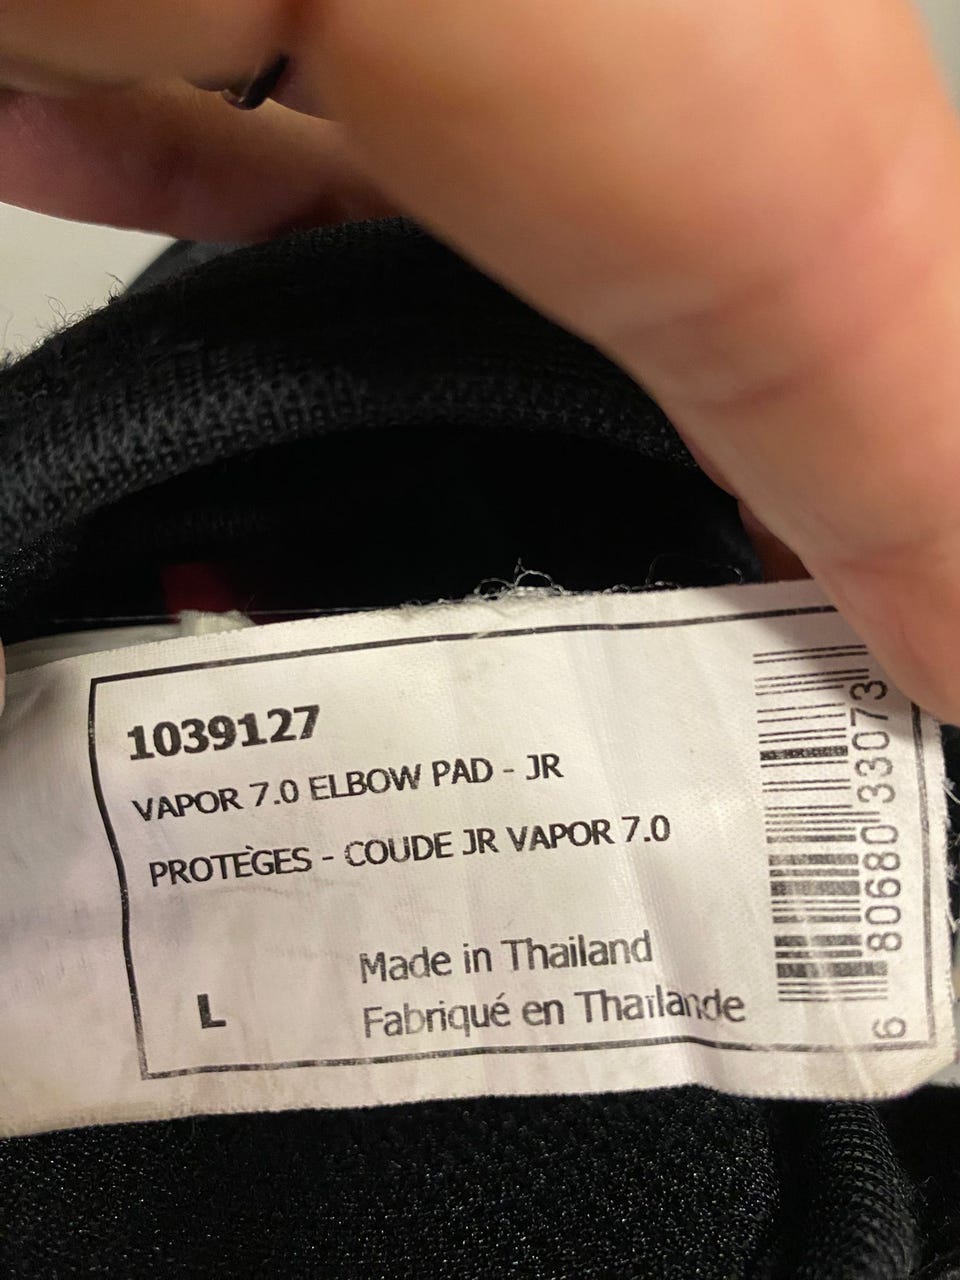 1039127
VAPOR 7.0 ELBOW PAD - JR
PROTÈGES - COUDE JR VAPOR 7.0
L
Made in Thailand
Fabriqué en Thaïlande
6 80680 33073